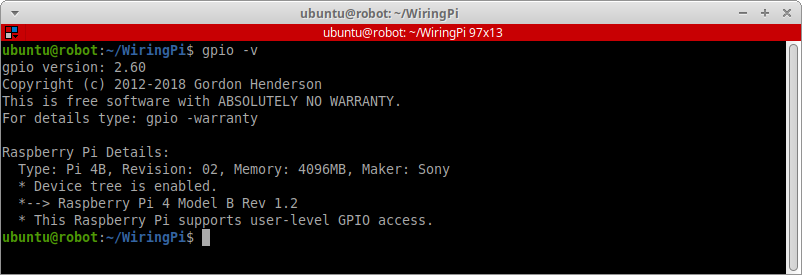 ubuntu@robot: ~/WiringPi
ubuntu@robot: ~/WiringPi 97x13
ubuntu@robot:~/WiringPi$ gpio -v
gpio version: 2.60
Copyright (c) 2012-2018 Gordon Henderson
This is free software with ABSOLUTELY NO WARRANTY.
For details type: gpio -warranty

Raspberry Pi Details:
  Type: Pi 4B, Revision: 02, Memory: 4096MB, Maker: Sony
  * Device tree is enabled.
  *--> Raspberry Pi 4 Model B Rev 1.2
  * This Raspberry Pi supports user-level GPIO access.
ubuntu@robot:~/WiringPi$